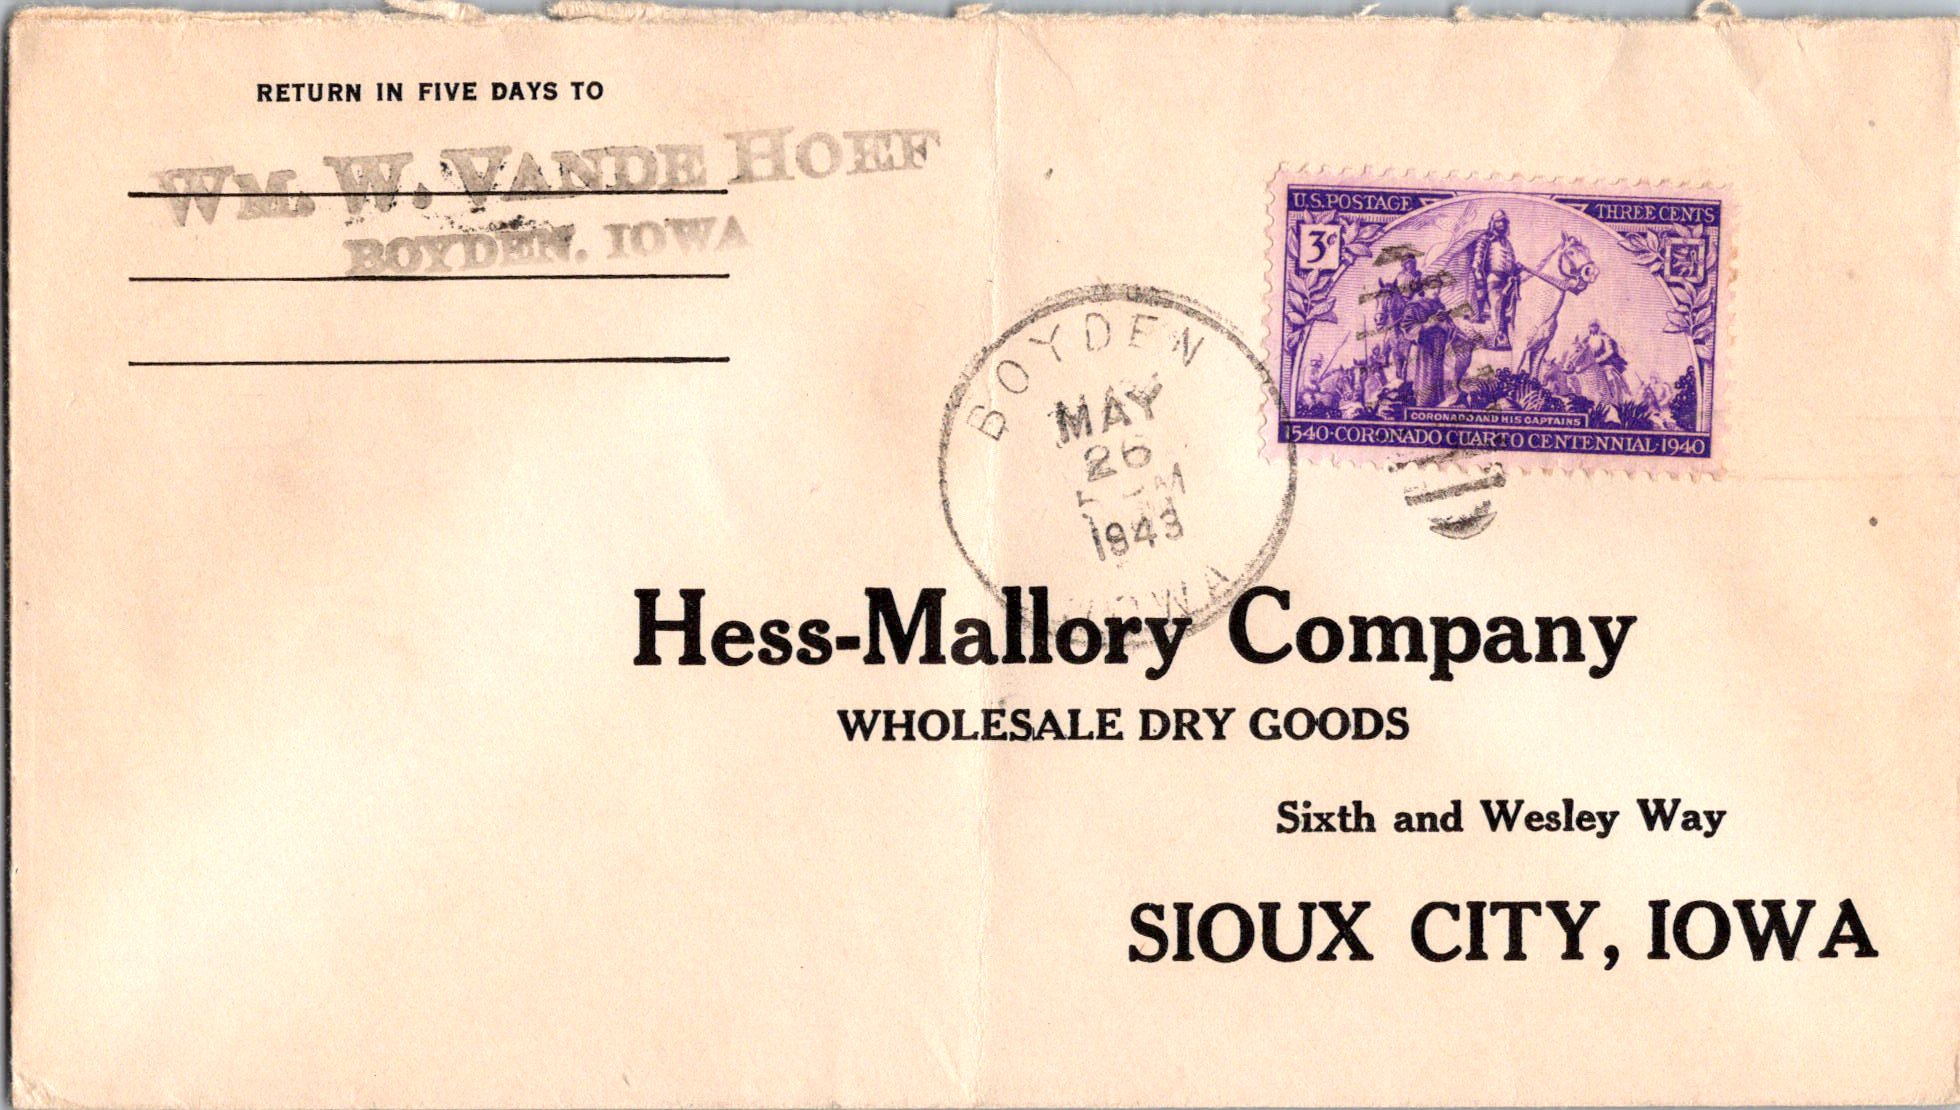 RETURN IN FIVE DAYS TO
WM. W. VANDE HOEF
BOYDEN, IOWA
U.S. POSTAGE THREE CENTS
3¢
CORONADO AND HIS CAPTAINS
1540·CORONADO CUARTO CENTENNIAL·1940
BOYDEN
MAY
26
1943
IOWA
Hess-Mallory Company
WHOLESALE DRY GOODS
Sixth and Wesley Way
SIOUX CITY, IOWA